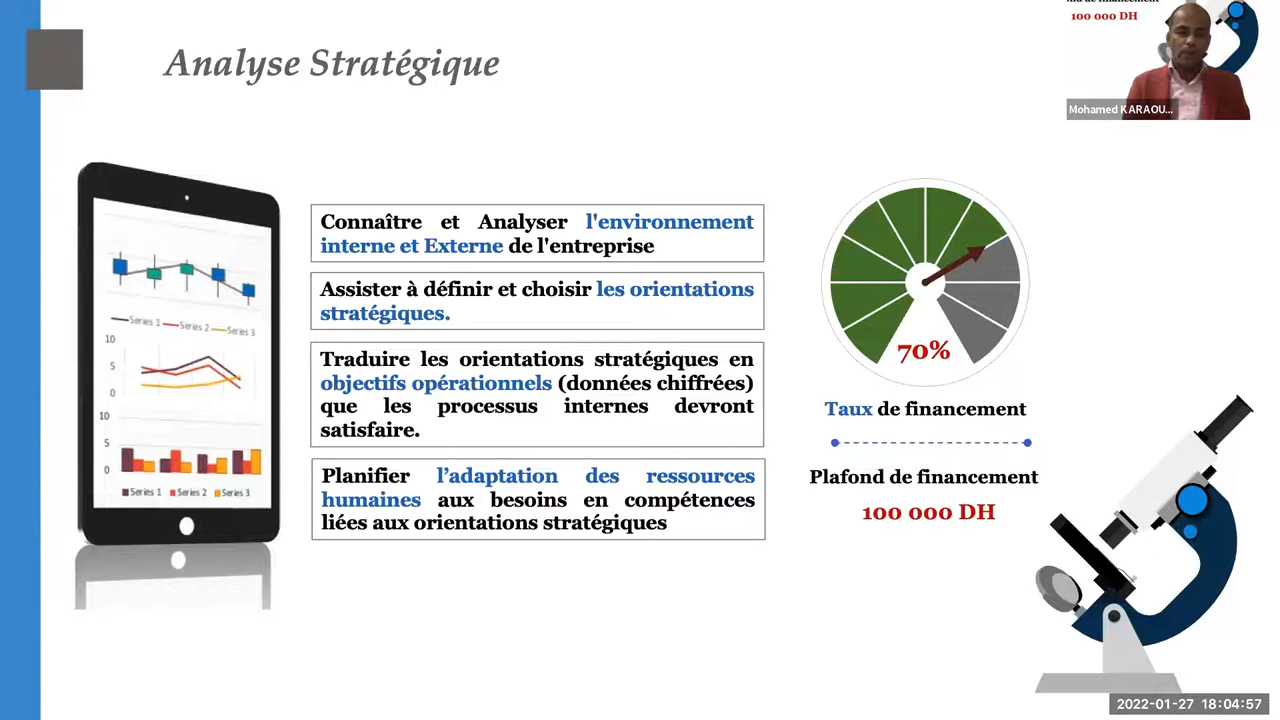 ond de financement
100 000 DH
Mohamed KARAOU...
Analyse Stratégique
Series 1 Series 2 Series 3
10
5
0
10
5
0
Series 1 Series 2 Series 3
Connaître et Analyser l'environnement
interne et Externe de l'entreprise
Assister à définir et choisir les orientations
stratégiques.
Traduire les orientations stratégiques en
objectifs opérationnels (données chiffrées)
que les processus internes devront
satisfaire.
Planifier l’adaptation des ressources
humaines aux besoins en compétences
liées aux orientations stratégiques
70%
Taux de financement
Plafond de financement
100 000 DH
2022-01-27 18:04:57